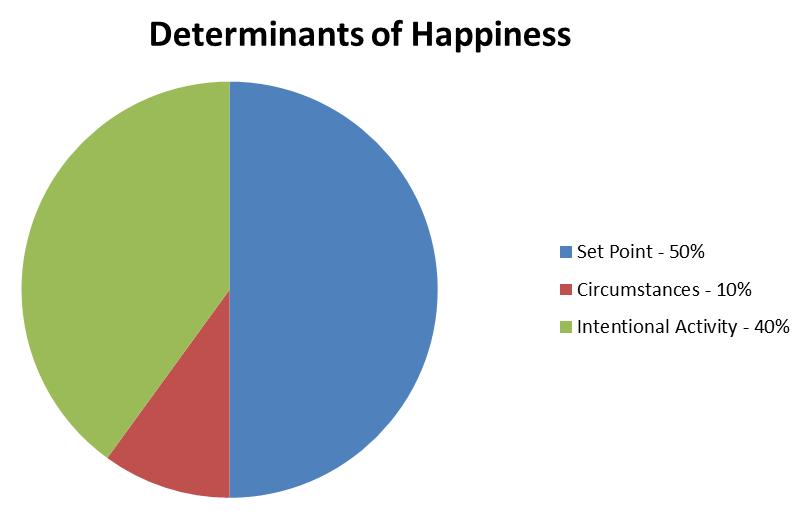 Determinants of Happiness
Set Point - 50%
Circumstances - 10%
Intentional Activity - 40%